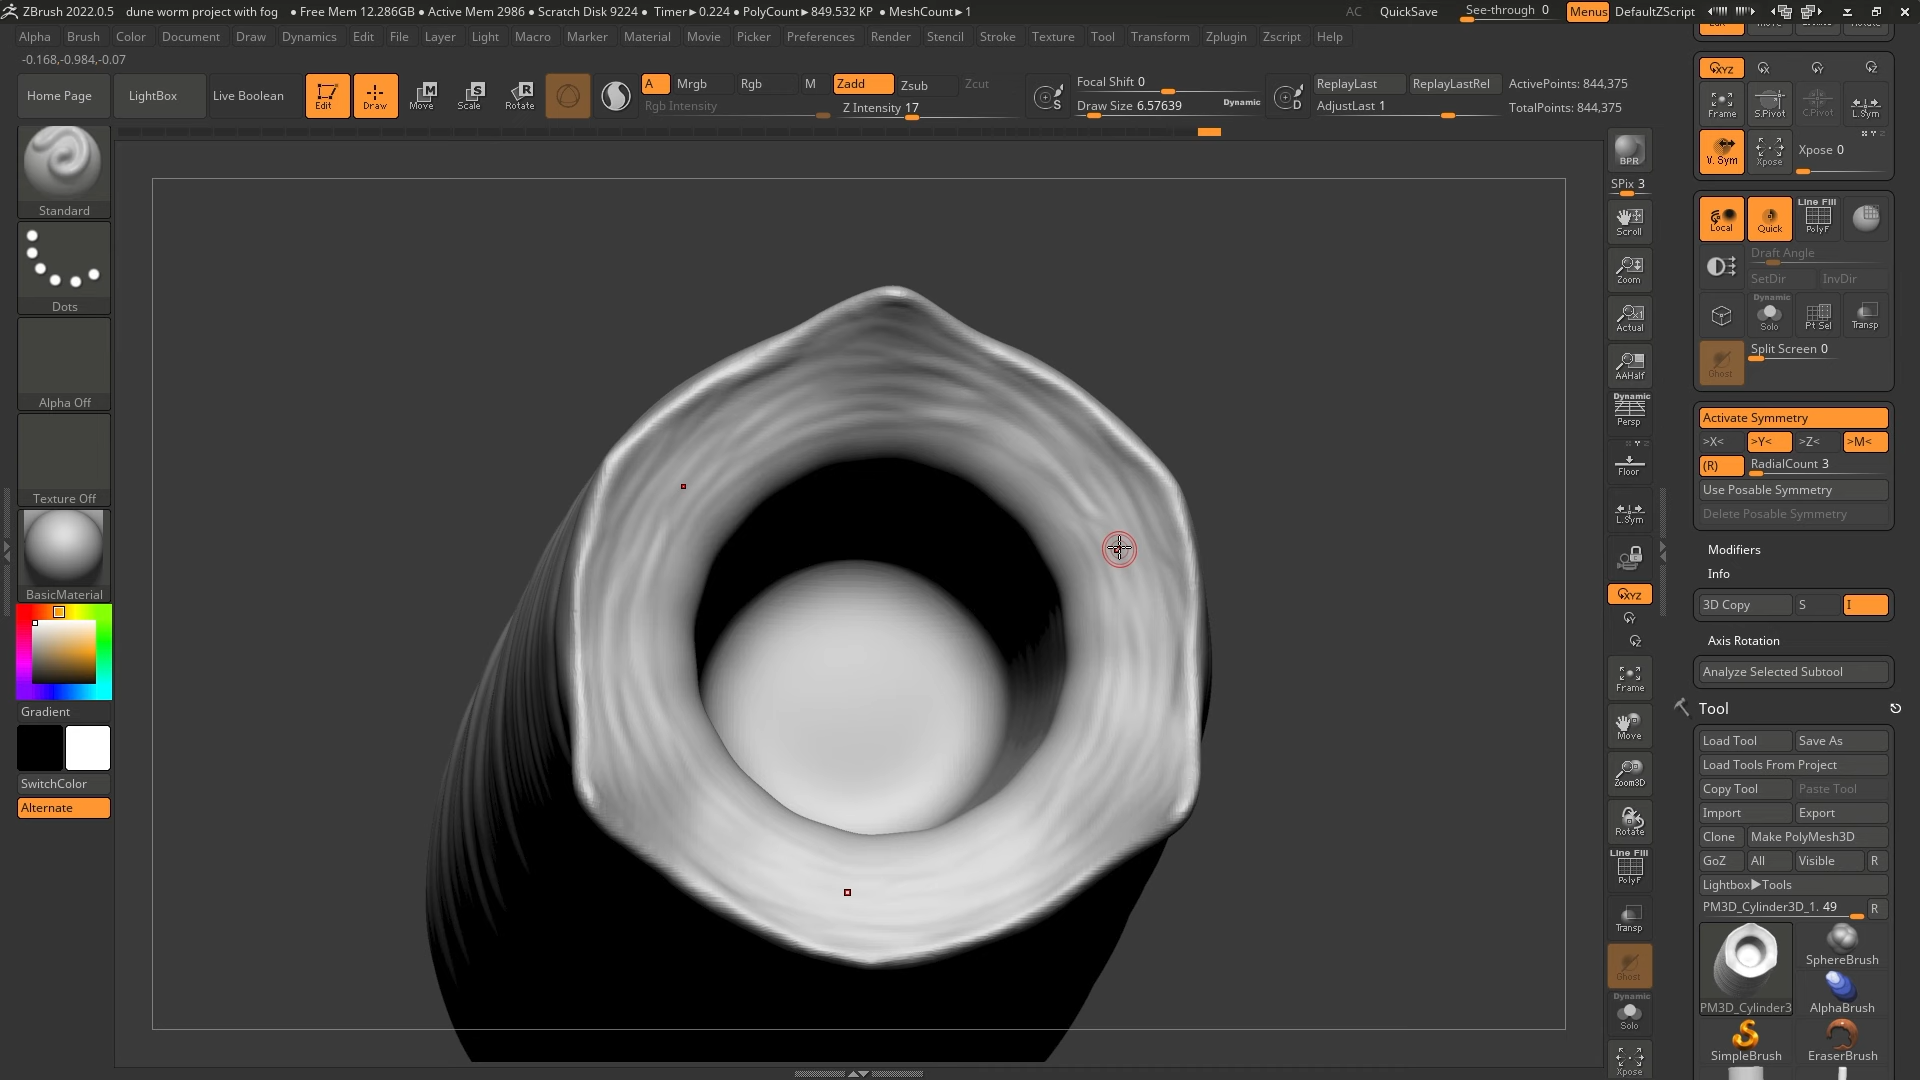 ZBrush 2022.0.5 dune worm project with fog ● Free Mem 12.286GB ● Active Mem 2986 ● Scratch Disk 9224 ● Timer►0.224 ● PolyCount►849.532 KP ● MeshCount►1 AC QuickSave See-through 0 Menus DefaultZScript
Alpha Brush Color Document Draw Dynamics Edit File Layer Light Macro Marker Material Movie Picker Preferences Render Stencil Stroke Texture Tool Transform Zplugin Zscript Help
-0.168,-0.984,-0.07
Home Page LightBox Live Boolean Edit Draw Move Scale Rotate
A Mrgb Rgb M Zadd Zsub Zcut
Rgb Intensity Z Intensity 17
Focal Shift 0
Draw Size 6.57639 Dynamic
ReplayLast ReplayLastRel
AdjustLast 1
ActivePoints: 844,375
TotalPoints: 844,375
Standard
Dots
Alpha Off
Texture Off
BasicMaterial
Gradient
SwitchColor
Alternate
BPR
SPix 3
Scroll
Zoom
Actual
AAHalf
Dynamic
Persp
Floor
L.Sym
XYZ
Y
Z
Frame
Move
Zoom3D
Rotate
Line Fill
PolyF
Transp
Ghost
Dynamic
Solo
Xpose
XYZ X Y Z
Frame S.Pivot C.Pivot L.Sym
V. Sym Xpose Xpose 0
Local Quick Line Fill PolyF
Draft Angle
SetDir InvDir
Dynamic
Solo Pt Sel Transp
Ghost Split Screen 0
Activate Symmetry
>X< >Y< >Z< >M<
(R) RadialCount 3
Use Posable Symmetry
Delete Posable Symmetry
Modifiers
Info
3D Copy S I
Axis Rotation
Analyze Selected Subtool
Tool
Load Tool Save As
Load Tools From Project
Copy Tool Paste Tool
Import Export
Clone Make PolyMesh3D
GoZ All Visible R
Lightbox►Tools
PM3D_Cylinder3D_1. 49 R
SphereBrush
PM3D_Cylinder3 AlphaBrush
SimpleBrush EraserBrush